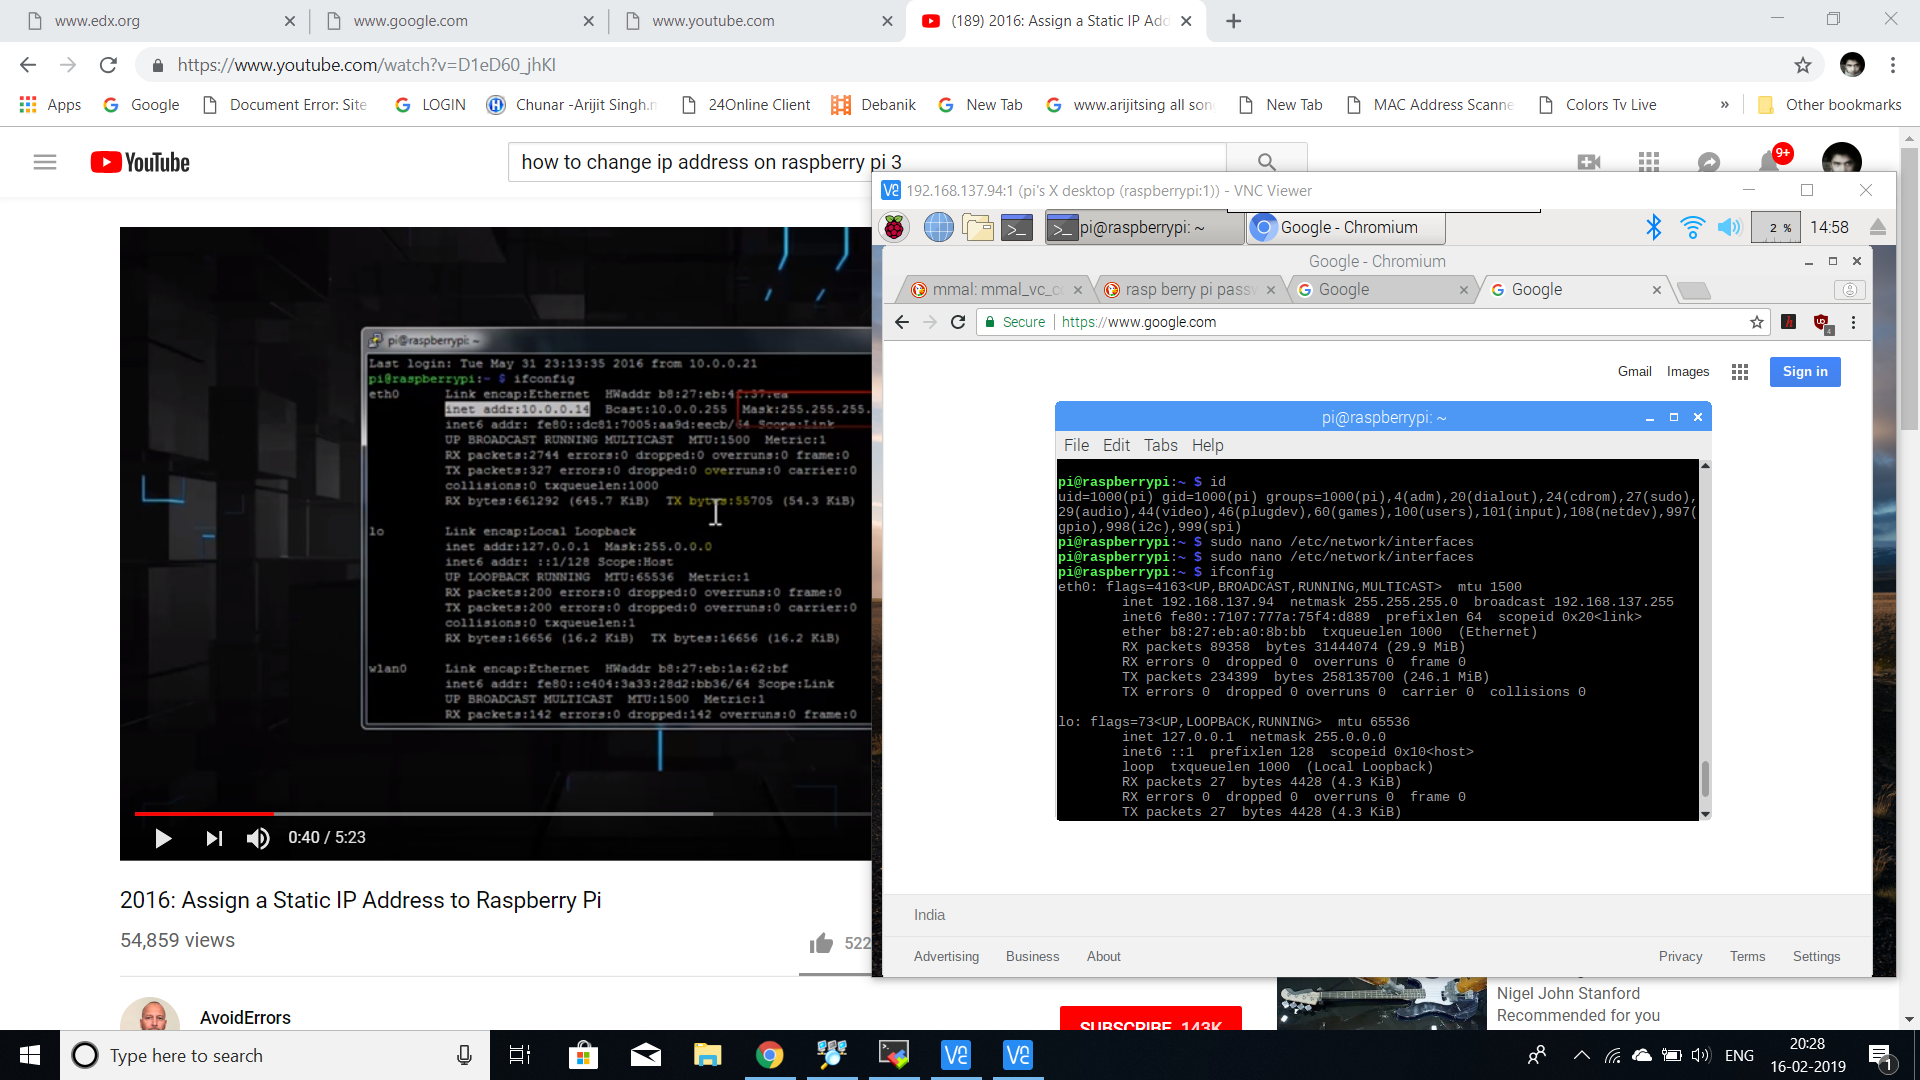 www.edx.org
www.google.com
www.youtube.com
(189) 2016: Assign a Static IP Add
https://www.youtube.com/watch?v=D1eD60_jhKI
Apps
Google
Document Error: Site
LOGIN
Chunar -Arijit Singh.m
24Online Client
Debanik
New Tab
www.arijitsing all son
New Tab
MAC Address Scanne
Colors Tv Live
»
Other bookmarks
YouTube
how to change ip address on raspberry pi 3
9+
192.168.137.94:1 (pi's X desktop (raspberrypi:1)) - VNC Viewer
pi@raspberrypi: ~
Google - Chromium
2 %
14:58
Google - Chromium
mmal: mmal_vc_c
rasp berry pi passw
Google
Google
Secure
https://www.google.com
Gmail
Images
Sign in
pi@raspberrypi: ~
File Edit Tabs Help
pi@raspberrypi:~ $ id
uid=1000(pi) gid=1000(pi) groups=1000(pi),4(adm),20(dialout),24(cdrom),27(sudo),
29(audio),44(video),46(plugdev),60(games),100(users),101(input),108(netdev),997(
gpio),998(i2c),999(spi)
pi@raspberrypi:~ $ sudo nano /etc/network/interfaces
pi@raspberrypi:~ $ sudo nano /etc/network/interfaces
pi@raspberrypi:~ $ ifconfig
eth0: flags=4163<UP,BROADCAST,RUNNING,MULTICAST> mtu 1500
inet 192.168.137.94 netmask 255.255.255.0 broadcast 192.168.137.255
inet6 fe80::7107:777a:75f4:d889 prefixlen 64 scopeid 0x20<link>
ether b8:27:eb:a0:8b:bb txqueuelen 1000 (Ethernet)
RX packets 89358 bytes 31444074 (29.9 MiB)
RX errors 0 dropped 0 overruns 0 frame 0
TX packets 234399 bytes 258135700 (246.1 MiB)
TX errors 0 dropped 0 overruns 0 carrier 0 collisions 0
lo: flags=73<UP,LOOPBACK,RUNNING> mtu 65536
inet 127.0.0.1 netmask 255.0.0.0
inet6 ::1 prefixlen 128 scopeid 0x10<host>
loop txqueuelen 1000 (Local Loopback)
RX packets 27 bytes 4428 (4.3 KiB)
RX errors 0 dropped 0 overruns 0 frame 0
TX packets 27 bytes 4428 (4.3 KiB)
India
Advertising
Business
About
Privacy
Terms
Settings
pi@raspberrypi: ~
Last login: Tue May 31 23:13:35 2016 from 10.0.0.21
pi@raspberrypi:~ $ ifconfig
eth0 Link encap:Ethernet HWaddr b8:27:eb:4f:37:ea
inet addr:10.0.0.14 Bcast:10.0.0.255 Mask:255.255.255.
inet6 addr: fe80::dc81:7005:aa9d:eecb/64 Scope:Link
UP BROADCAST RUNNING MULTICAST MTU:1500 Metric:1
RX packets:2744 errors:0 dropped:0 overruns:0 frame:0
TX packets:327 errors:0 dropped:0 overruns:0 carrier:0
collisions:0 txqueuelen:1000
RX bytes:661292 (645.7 KiB) TX bytes:55705 (54.3 KiB)
lo Link encap:Local Loopback
inet addr:127.0.0.1 Mask:255.0.0.0
inet6 addr: ::1/128 Scope:Host
UP LOOPBACK RUNNING MTU:65536 Metric:1
RX packets:200 errors:0 dropped:0 overruns:0 frame:0
TX packets:200 errors:0 dropped:0 overruns:0 carrier:0
collisions:0 txqueuelen:1
RX bytes:16656 (16.2 KiB) TX bytes:16656 (16.2 KiB)
wlan0 Link encap:Ethernet HWaddr b8:27:eb:1a:62:bf
inet6 addr: fe80::c404:3a33:28d2:bb36/64 Scope:Link
UP BROADCAST MULTICAST MTU:1500 Metric:1
RX packets:142 errors:0 dropped:142 overruns:0 frame:0
0:40 / 5:23
2016: Assign a Static IP Address to Raspberry Pi
54,859 views
522
AvoidErrors
SUBSCRIBE 143K
Nigel John Stanford
Recommended for you
Type here to search
ENG
20:28
16-02-2019
1